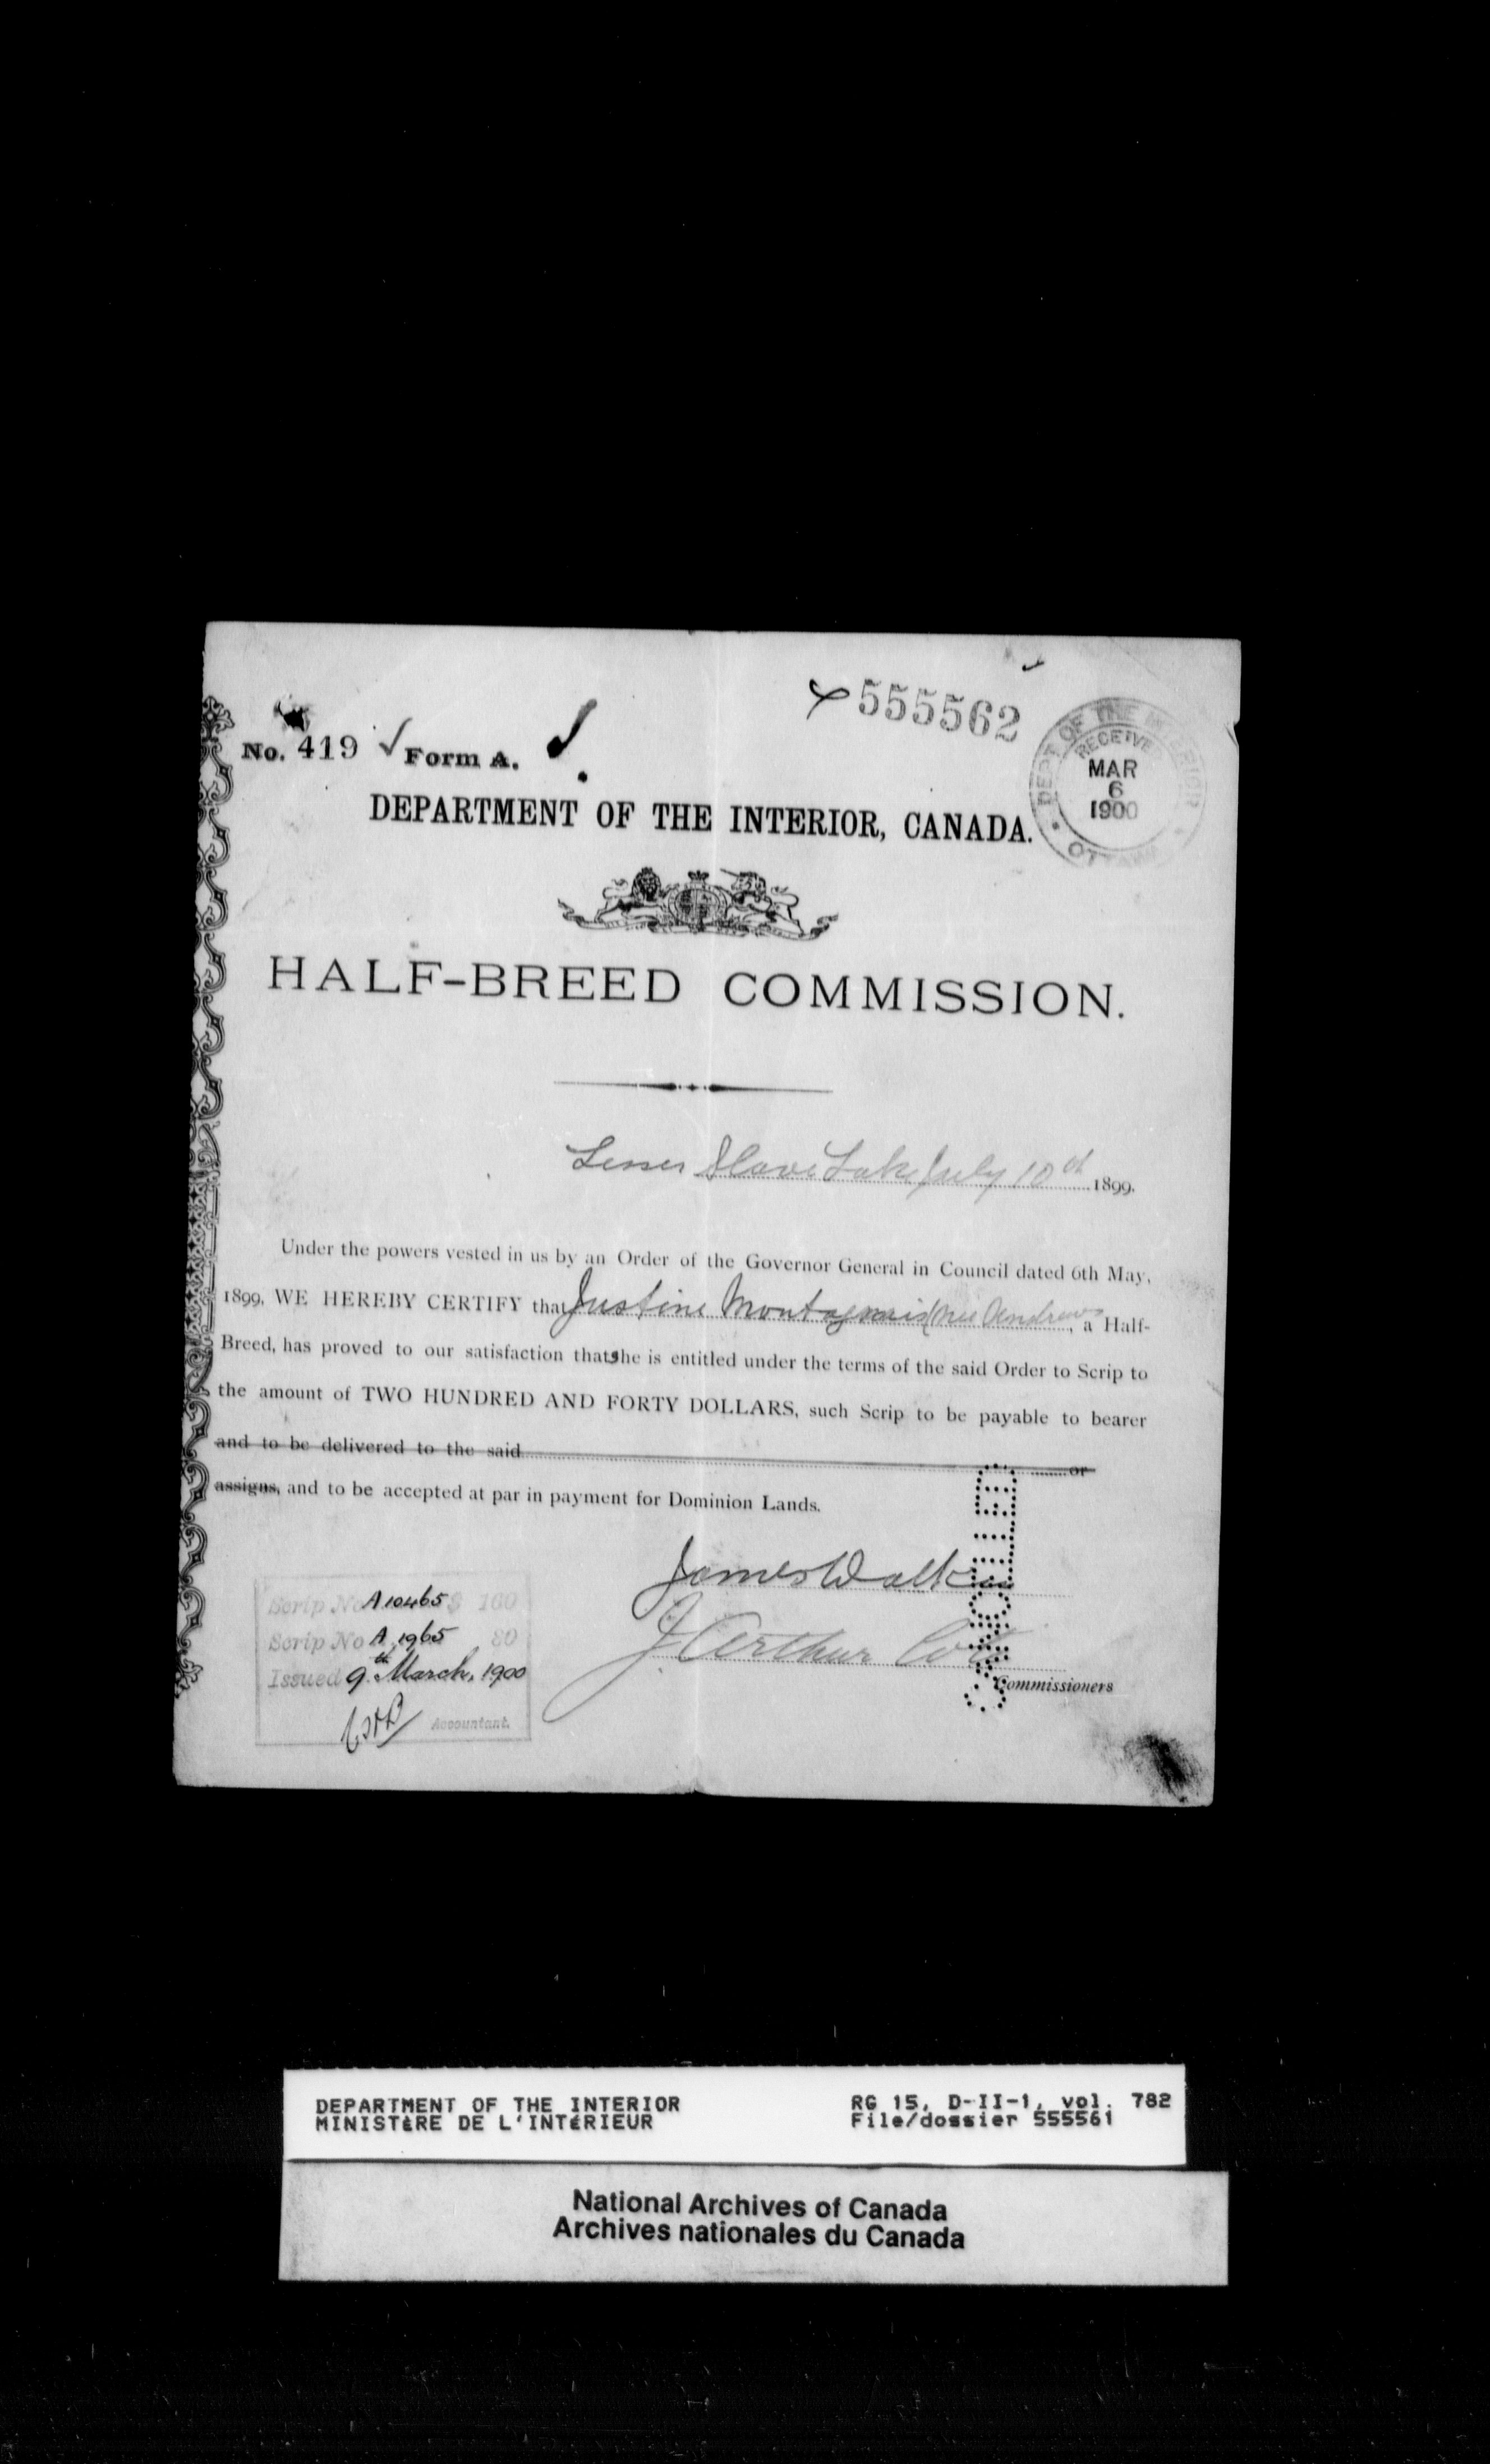 555562
No. 419 Form A.
DEPT OF THE INTERIOR
RECEIVE
MAR
6
1900
OTTAWA
DEPARTMENT OF THE INTERIOR, CANADA.
HALF-BREED COMMISSION.
Lesser Slave Lake July 10th 1899.
Under the powers vested in us by an Order of the Governor General in Council dated 6th May,
1899, WE HEREBY CERTIFY that Justine Montagnais (nee Andrews, a Half-
Breed, has proved to our satisfaction that she is entitled under the terms of the said Order to Scrip to
the amount of TWO HUNDRED AND FORTY DOLLARS, such Scrip to be payable to bearer
and to be delivered to the said or
assigns, and to be accepted at par in payment for Dominion Lands.
James Walker
J. Arthur Coté
Commissioners
CANCELLED
Scrip No A 10465 $ 160
Scrip No A 1965 80
Issued 9th March, 1900
Accountant.
DEPARTMENT OF THE INTERIOR RG 15, D-II-1, vol. 782
MINISTÈRE DE L'INTÉRIEUR File/dossier 555561
National Archives of Canada
Archives nationales du Canada